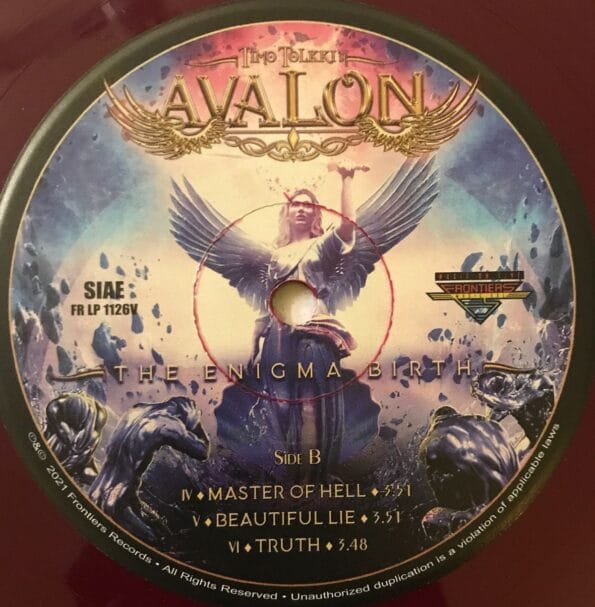 TIMO TOLKKI'S
AVALON
SIAE
FR LP 1126V
FRONTIERS
THE ENIGMA BIRTH
SIDE B
IV ♦ MASTER OF HELL ♦ 3.51
V ♦ BEAUTIFUL LIE ♦ 3.51
VI ♦ TRUTH ♦ 3.48
℗&© 2021 Frontiers Records • All Rights Reserved • Unauthorized duplication is a violation of applicable laws